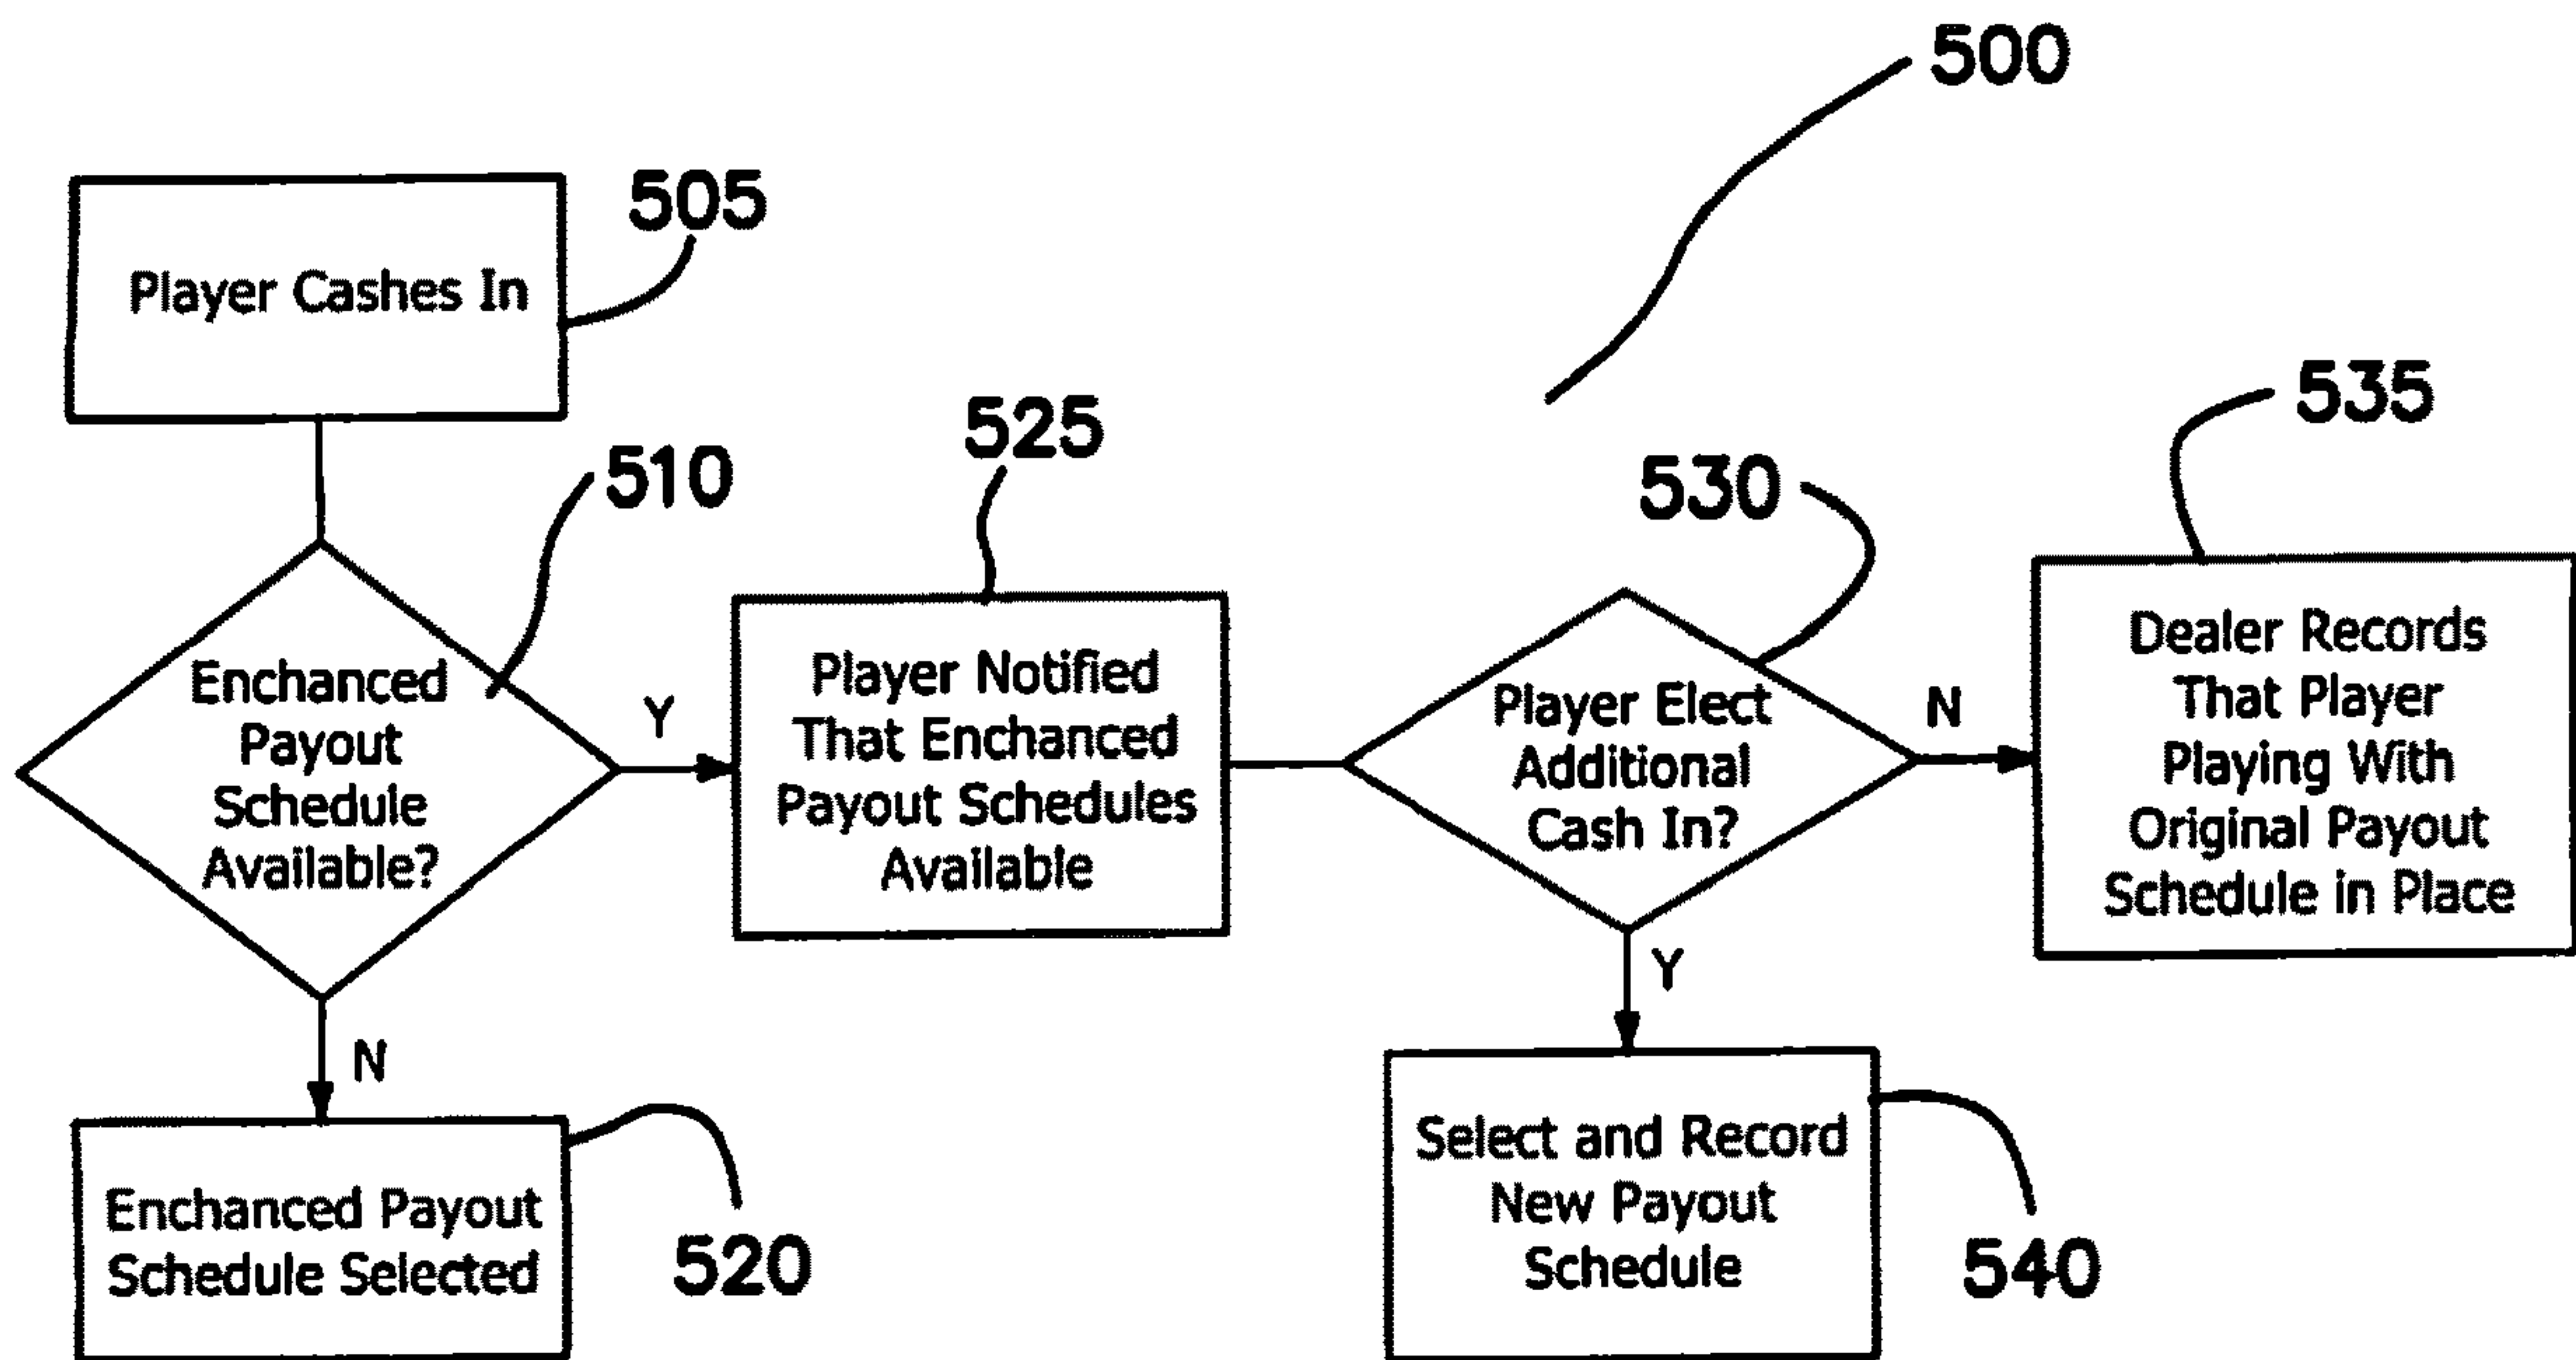 500
505
Player Cashes In
510
Enchanced
Payout
Schedule
Available?
Y
N
525
Player Notified
That Enchanced
Payout Schedules
Available
530
Player Elect
Additional
Cash In?
N
Y
535
Dealer Records
That Player
Playing With
Original Payout
Schedule in Place
Enchanced Payout
Schedule Selected
520
Select and Record
New Payout
Schedule
540